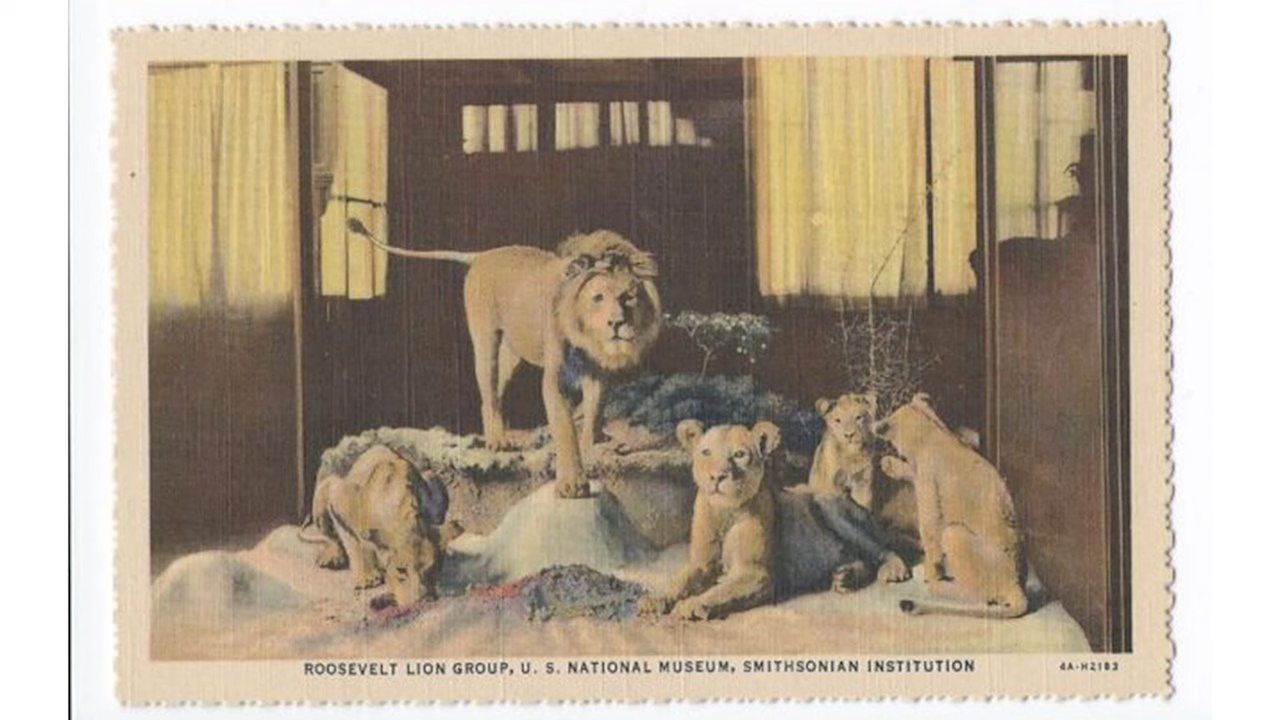 ROOSEVELT LION GROUP, U. S. NATIONAL MUSEUM, SMITHSONIAN INSTITUTION 4A-H2183